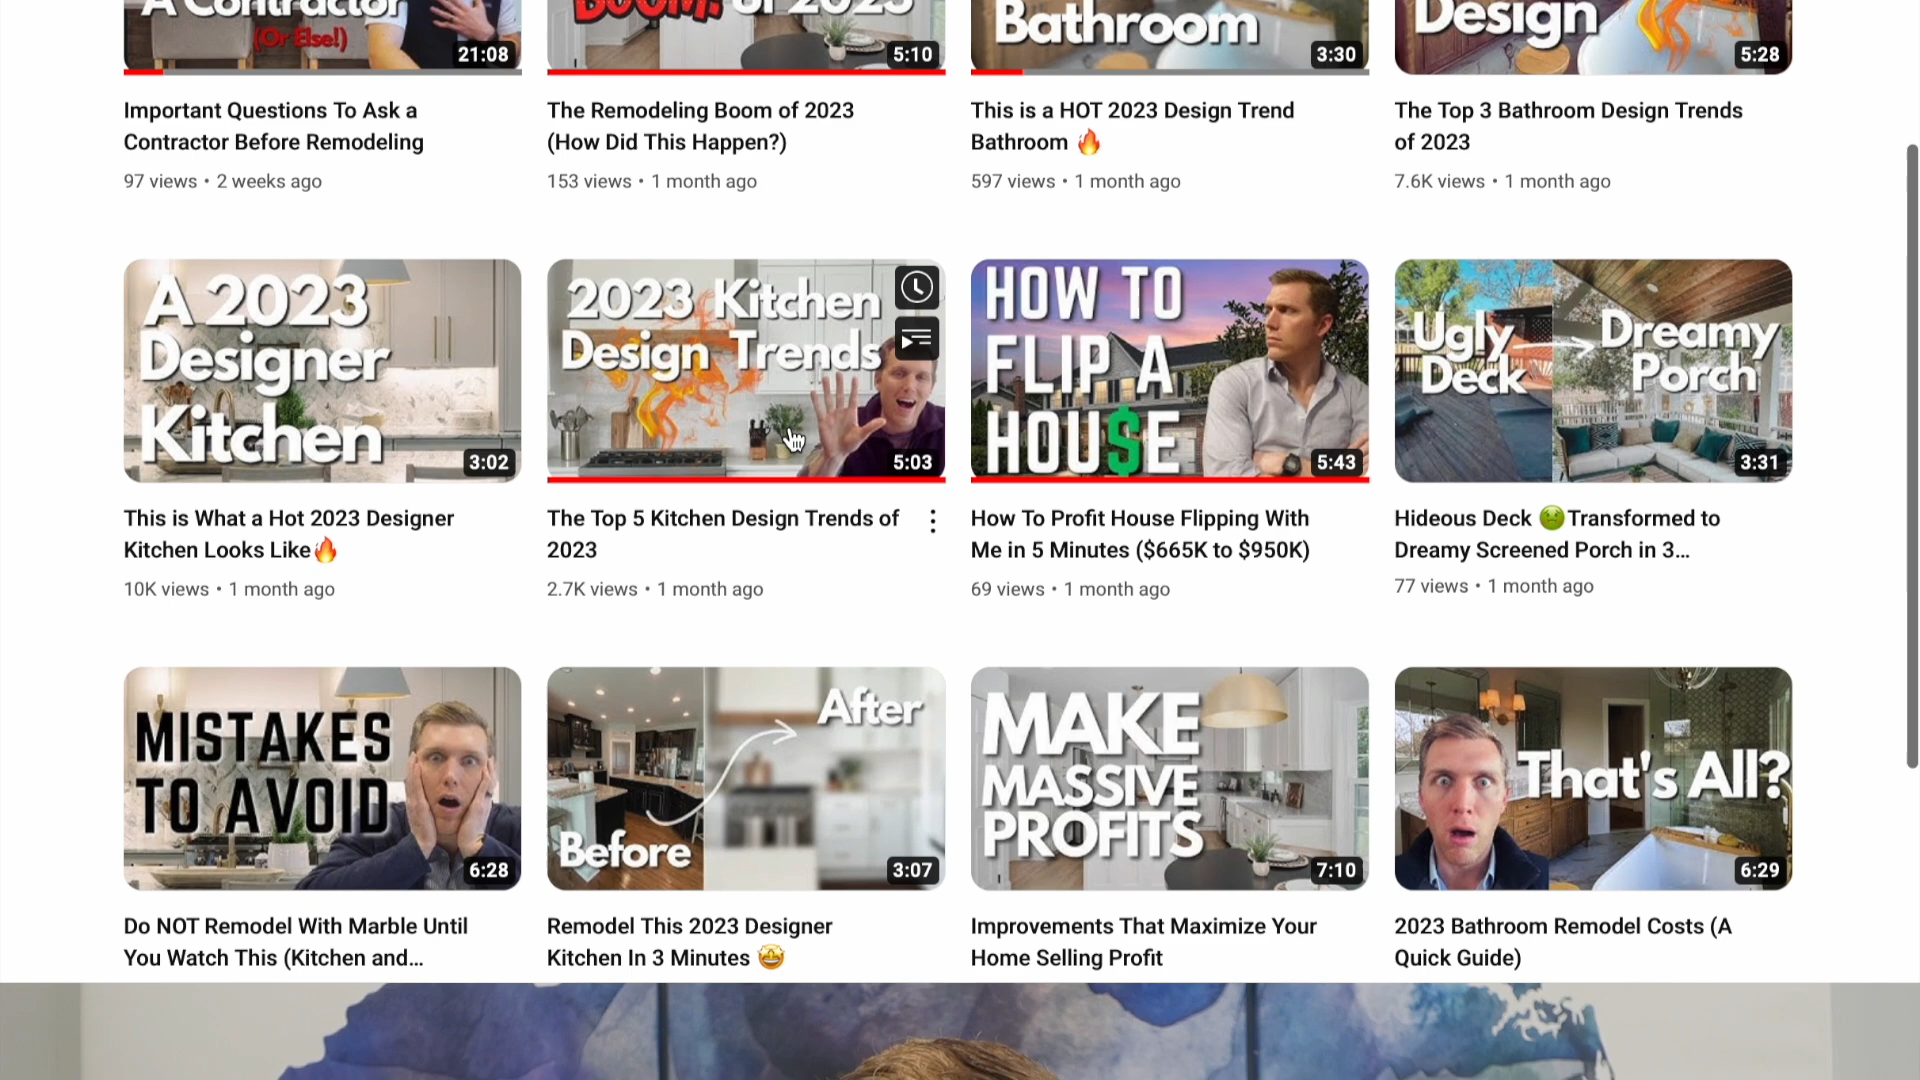 A Contractor
(Or Else!)
21:08
BOOM! of 2023
5:10
Bathroom
3:30
Design
5:28
Important Questions To Ask a
Contractor Before Remodeling
97 views • 2 weeks ago
The Remodeling Boom of 2023
(How Did This Happen?)
153 views • 1 month ago
This is a HOT 2023 Design Trend
Bathroom 🔥
597 views • 1 month ago
The Top 3 Bathroom Design Trends
of 2023
7.6K views • 1 month ago
A 2023
Designer
Kitchen
3:02
2023 Kitchen
Design Trends
5:03
HOW TO
FLIP A
HOU$E
5:43
Ugly
Deck
Dreamy
Porch
3:31
This is What a Hot 2023 Designer
Kitchen Looks Like🔥
10K views • 1 month ago
The Top 5 Kitchen Design Trends of
2023
2.7K views • 1 month ago
How To Profit House Flipping With
Me in 5 Minutes ($665K to $950K)
69 views • 1 month ago
Hideous Deck 🤢Transformed to
Dreamy Screened Porch in 3...
77 views • 1 month ago
MISTAKES
TO AVOID
6:28
After
Before
3:07
MAKE
MASSIVE
PROFITS
7:10
That's All?
6:29
Do NOT Remodel With Marble Until
You Watch This (Kitchen and...
Remodel This 2023 Designer
Kitchen In 3 Minutes 🤩
Improvements That Maximize Your
Home Selling Profit
2023 Bathroom Remodel Costs (A
Quick Guide)